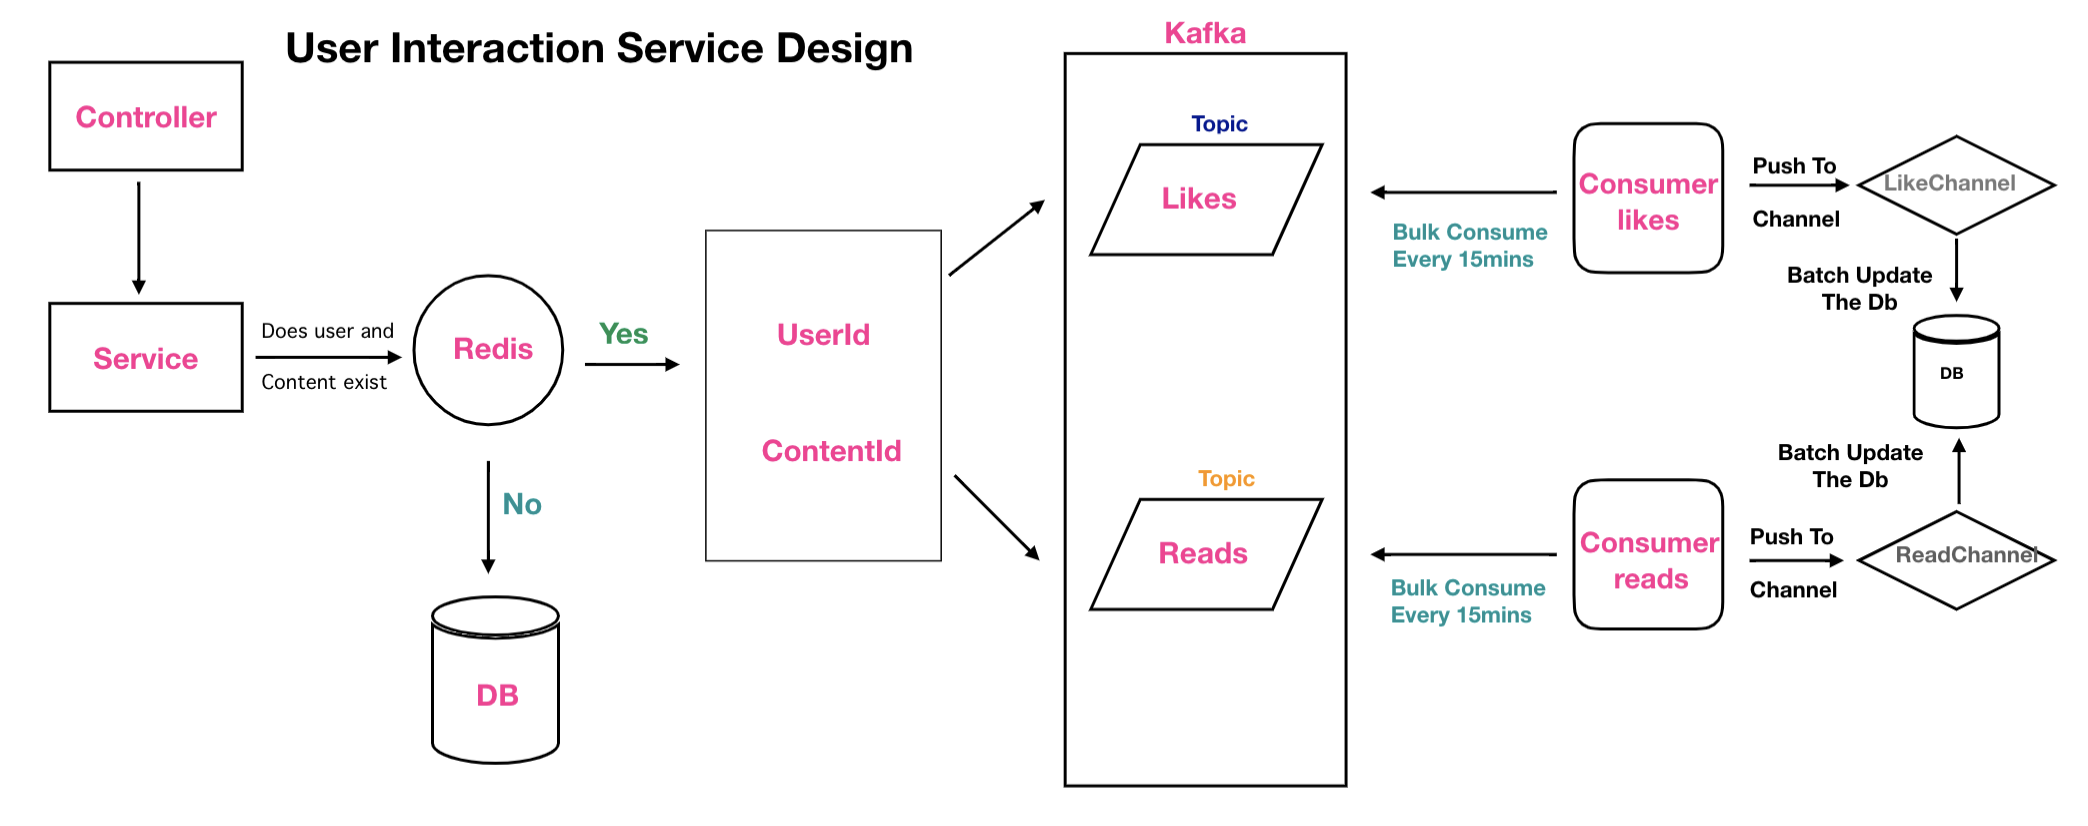 User Interaction Service Design
Kafka
Controller
Service
Does user and
Content exist
Redis
Yes
No
DB
UserId
ContentId
Topic
Likes
Topic
Reads
Bulk Consume
Every 15mins
Consumer
likes
Push To
Channel
LikeChannel
Batch Update
The Db
DB
Batch Update
The Db
Bulk Consume
Every 15mins
Consumer
reads
Push To
Channel
ReadChannel